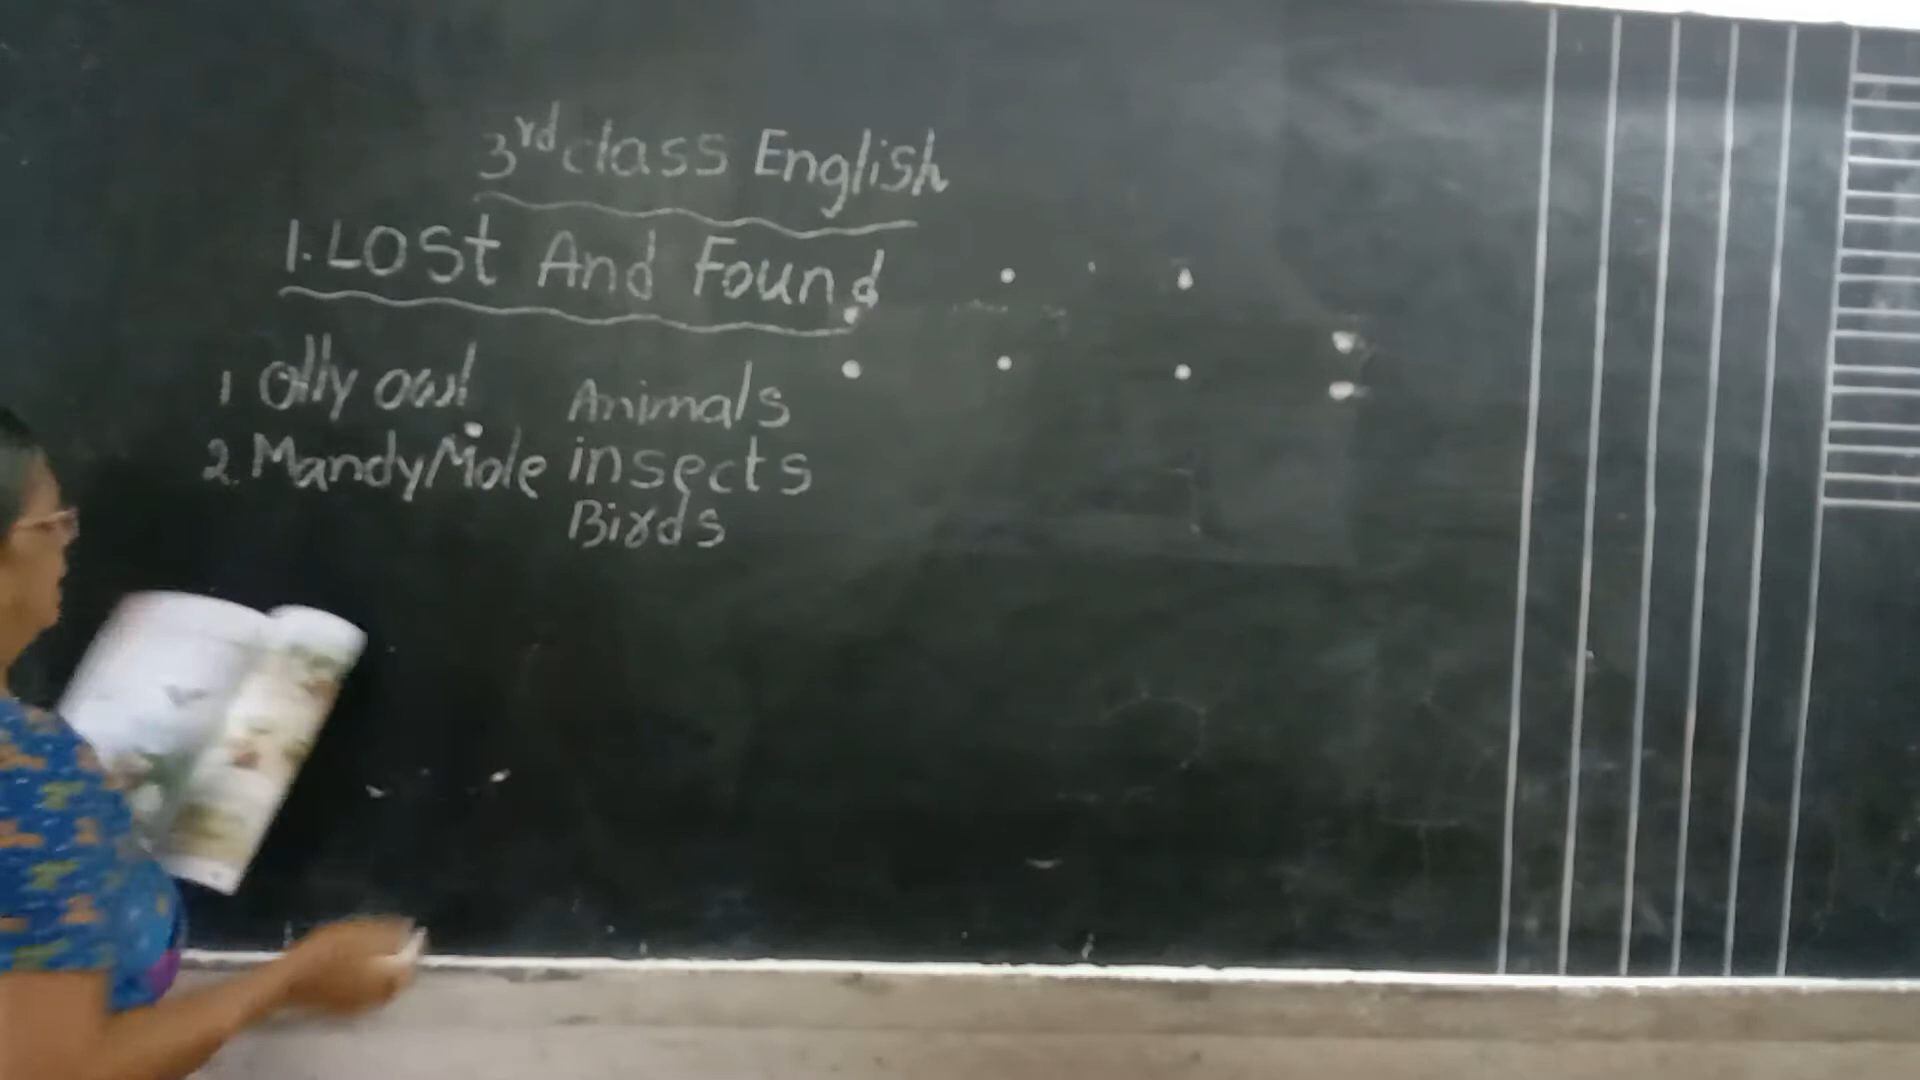 3rd class English
1. LOSt And Found
1 Olly owl Animals
2. Mandy Mole insects
Birds